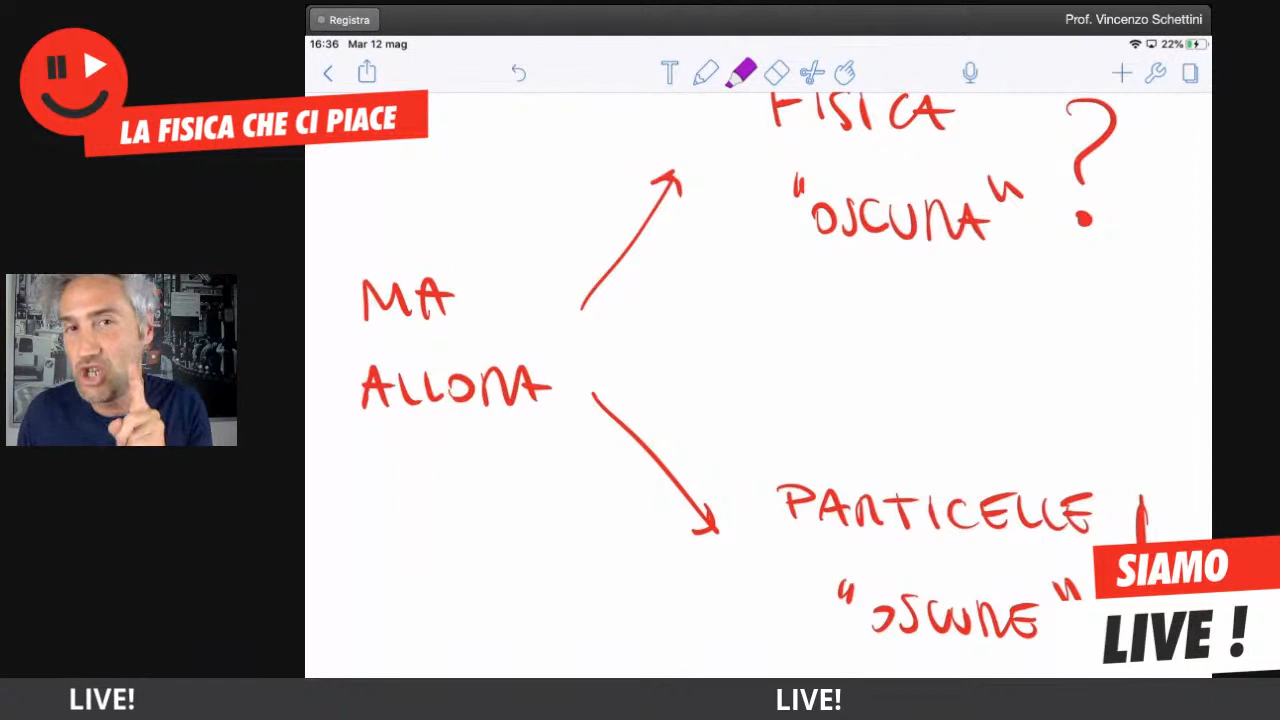 Registra
Prof. Vincenzo Schettini
16:36 Mar 12 mag
22%
T
LA FISICA CHE CI PIACE
FISICA ?
"OSCURA"
MA
ALLORA
PARTICELLE
"OSCURE"
SIAMO
LIVE !
LIVE!
LIVE!